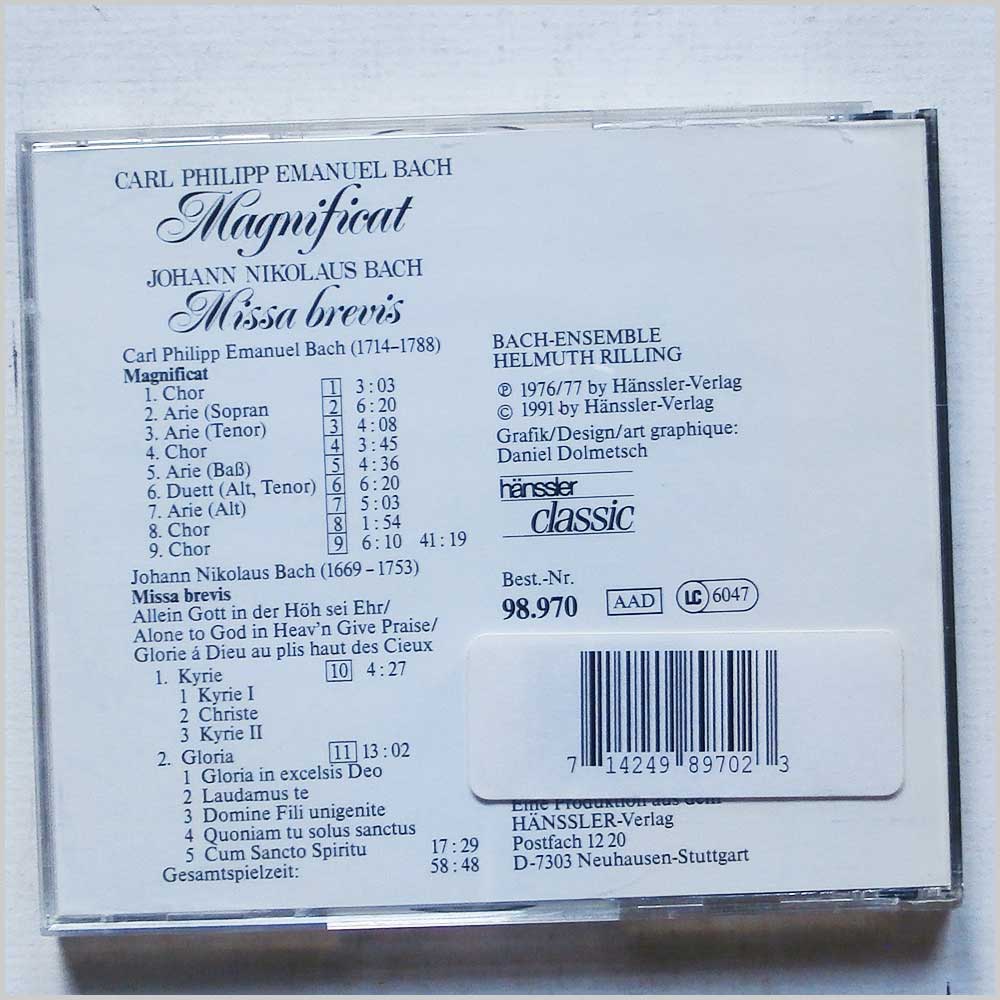 CARL PHILIPP EMANUEL BACH
Magnificat
JOHANN NIKOLAUS BACH
Missa brevis
Carl Philipp Emanuel Bach (1714–1788)
Magnificat
1. Chor 1 3:03
2. Arie (Sopran 2 6:20
3. Arie (Tenor) 3 4:08
4. Chor 4 3:45
5. Arie (Baß) 5 4:36
6. Duett (Alt, Tenor) 6 6:20
7. Arie (Alt) 7 5:03
8. Chor 8 1:54
9. Chor 9 6:10 41:19
Johann Nikolaus Bach (1669–1753)
Missa brevis
Allein Gott in der Höh sei Ehr/
Alone to God in Heav'n Give Praise/
Glorie á Dieu au plis haut des Cieux
1. Kyrie 10 4:27
1 Kyrie I
2 Christe
3 Kyrie II
2. Gloria 11 13:02
1 Gloria in excelsis Deo
2 Laudamus te
3 Domine Fili unigenite
4 Quoniam tu solus sanctus
5 Cum Sancto Spiritu 17:29
Gesamtspielzeit: 58:48
BACH-ENSEMBLE
HELMUTH RILLING
℗ 1976/77 by Hänssler-Verlag
© 1991 by Hänssler-Verlag
Grafik/Design/art graphique:
Daniel Dolmetsch
hänssler
classic
Best.-Nr.
98.970 AAD LC 6047
7 14249 89702 3
Eine Produktion aus dem
HÄNSSLER-Verlag
Postfach 12 20
D-7303 Neuhausen-Stuttgart